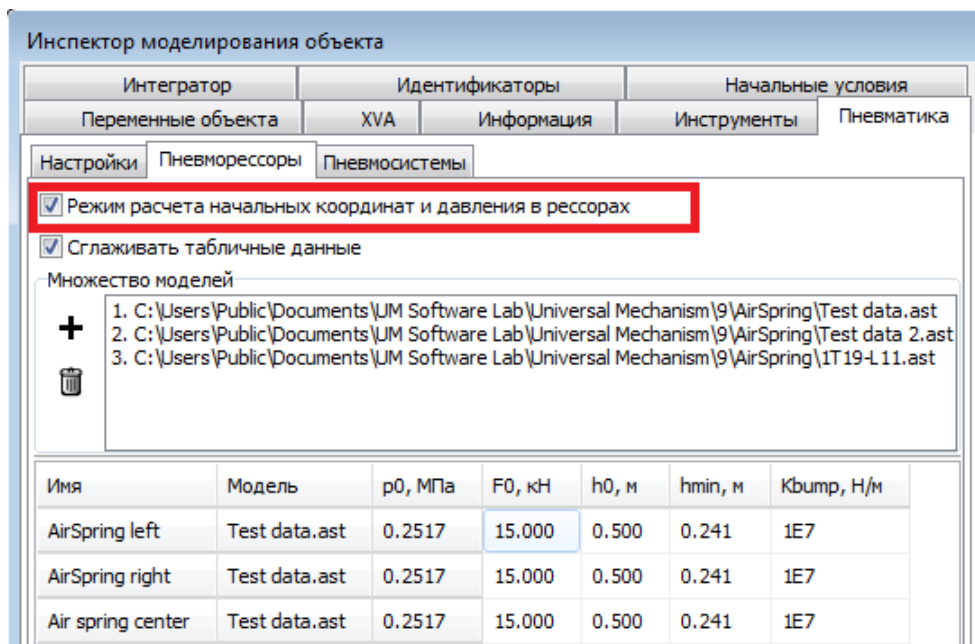 Инспектор моделирования объекта
Интегратор Идентификаторы Начальные условия
Переменные объекта XVA Информация Инструменты Пневматика
Настройки Пневморессоры Пневмосистемы
Режим расчета начальных координат и давления в рессорах
Сглаживать табличные данные
Множество моделей
1. C:\Users\Public\Documents\UM Software Lab\Universal Mechanism\9\AirSpring\Test data.ast
2. C:\Users\Public\Documents\UM Software Lab\Universal Mechanism\9\AirSpring\Test data 2.ast
3. C:\Users\Public\Documents\UM Software Lab\Universal Mechanism\9\AirSpring\1T19-L11.ast
Имя Модель p0, МПа F0, кН h0, м hmin, м Kbump, Н/м
AirSpring left Test data.ast 0.2517 15.000 0.500 0.241 1E7
AirSpring right Test data.ast 0.2517 15.000 0.500 0.241 1E7
Air spring center Test data.ast 0.2517 15.000 0.500 0.241 1E7